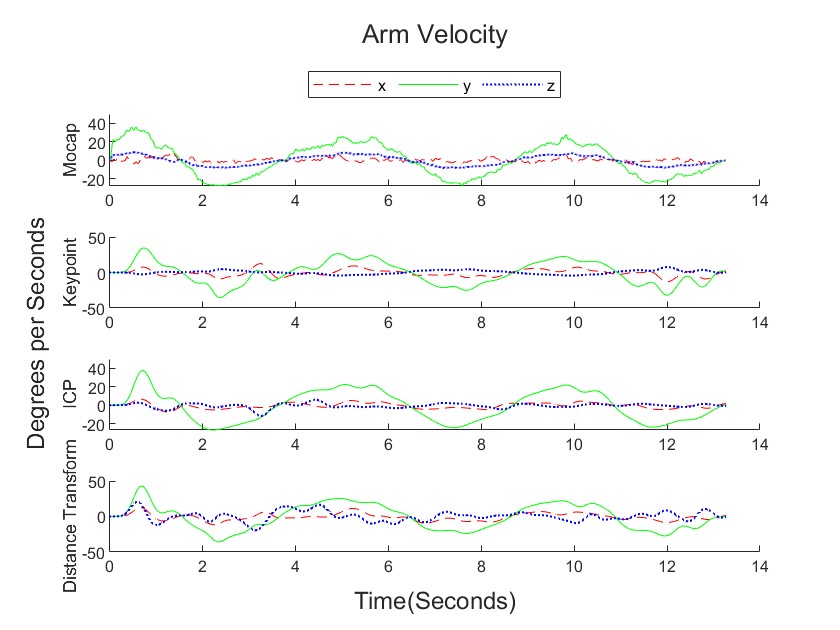 Arm Velocity
x y z
Mocap
40
20
0
-20
0 2 4 6 8 10 12 14
Degrees per Seconds
Keypoint
50
0
-50
0 2 4 6 8 10 12 14
ICP
40
20
0
-20
0 2 4 6 8 10 12 14
Distance Transform
50
0
-50
0 2 4 6 8 10 12 14
Time(Seconds)